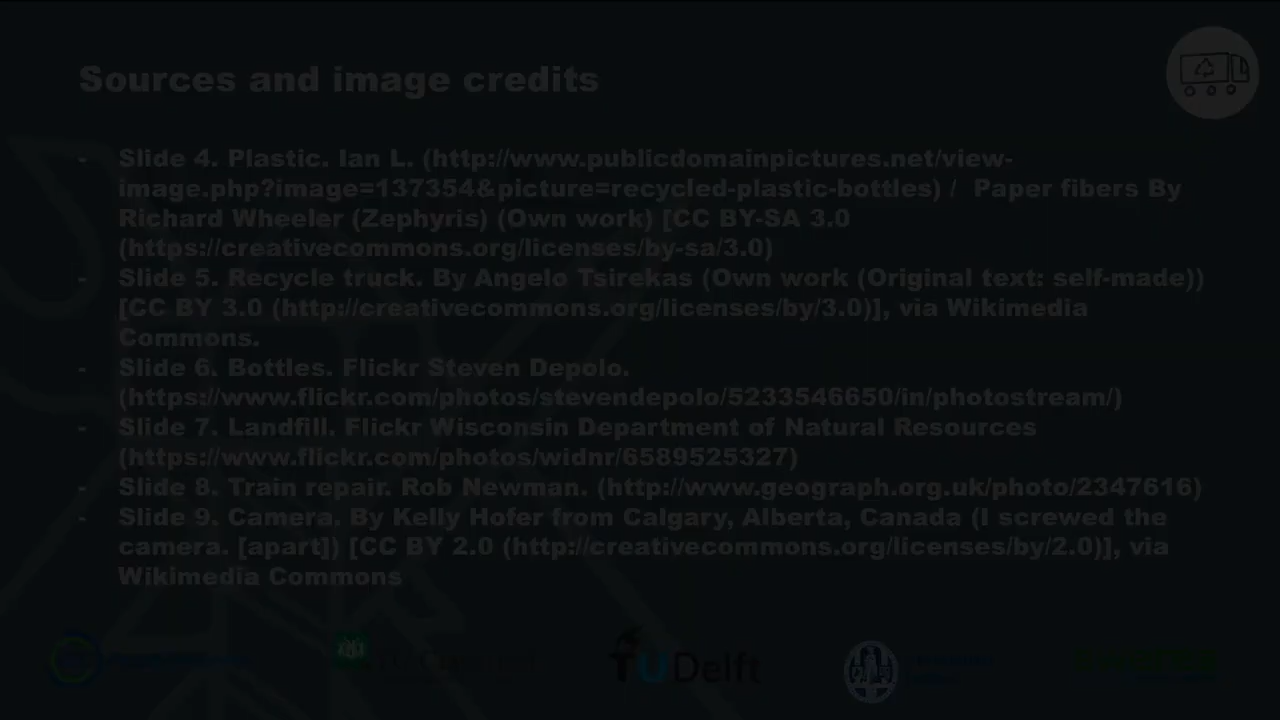 Sources and image credits
- Slide 4. Plastic. Ian L. (http://www.publicdomainpictures.net/view-
image.php?image=137354&picture=recycled-plastic-bottles) / Paper fibers By
Richard Wheeler (Zephyris) (Own work) [CC BY-SA 3.0
(https://creativecommons.org/licenses/by-sa/3.0)
- Slide 5. Recycle truck. By Angelo Tsirekas (Own work (Original text: self-made))
[CC BY 3.0 (http://creativecommons.org/licenses/by/3.0)], via Wikimedia
Commons.
- Slide 6. Bottles. Flickr Steven Depolo.
(https://www.flickr.com/photos/stevendepolo/5233546650/in/photostream/)
- Slide 7. Landfill. Flickr Wisconsin Department of Natural Resources
(https://www.flickr.com/photos/widnr/6589525327)
- Slide 8. Train repair. Rob Newman. (http://www.geograph.org.uk/photo/2347616)
- Slide 9. Camera. By Kelly Hofer from Calgary, Alberta, Canada (I screwed the
camera. [apart]) [CC BY 2.0 (http://creativecommons.org/licenses/by/2.0)], via
Wikimedia Commons
TU Delft